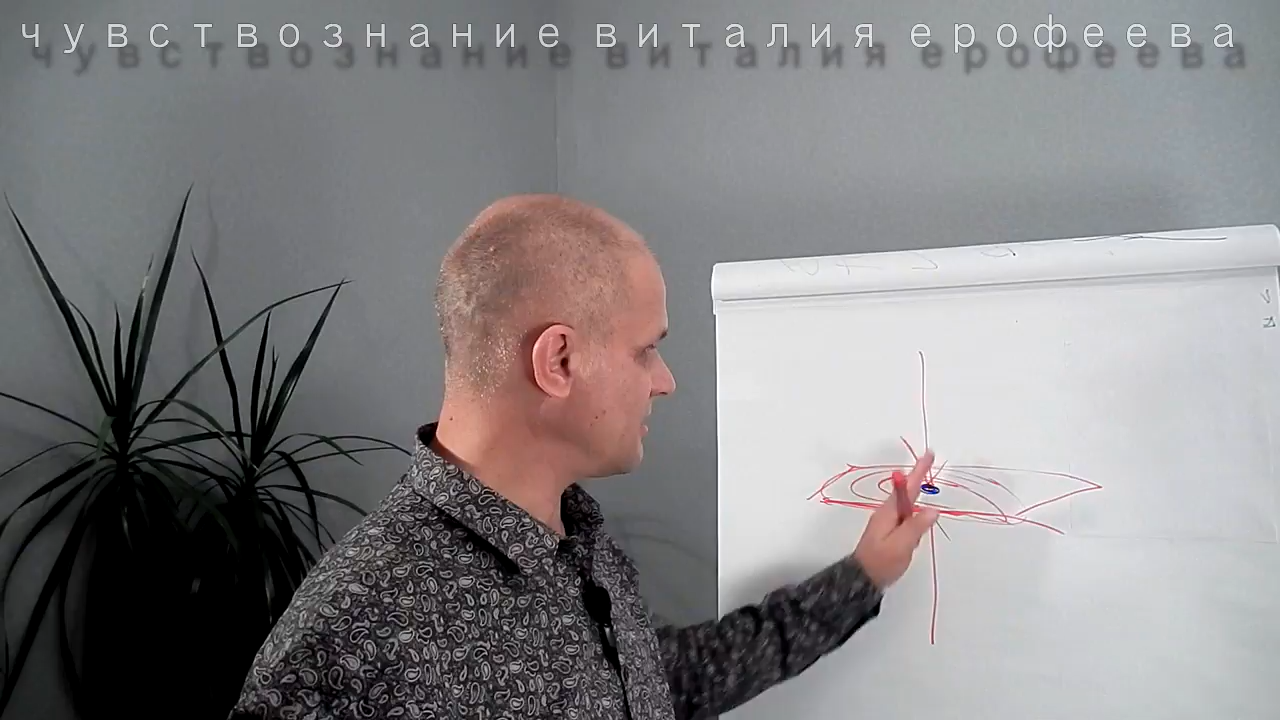 чувствознание виталия ерофеева